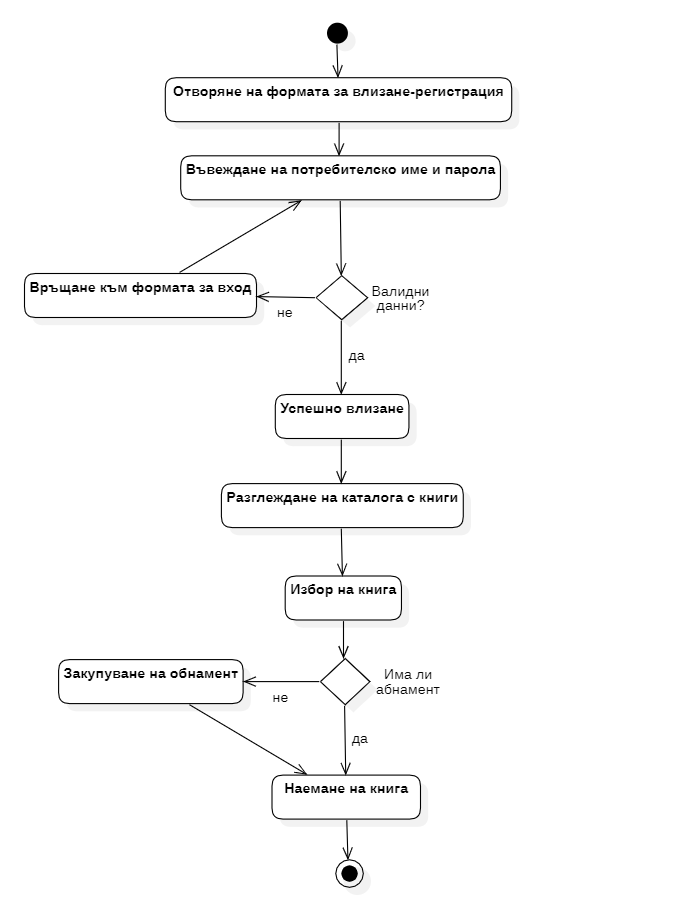 Отворяне на формата за влизане-регистрация
Въвеждане на потребителско име и парола
Връщане към формата за вход
не
Валидни
данни?
да
Успешно влизане
Разглеждане на каталога с книги
Избор на книга
Закупуване на обнамент
не
Има ли
абнамент
да
Наемане на книга